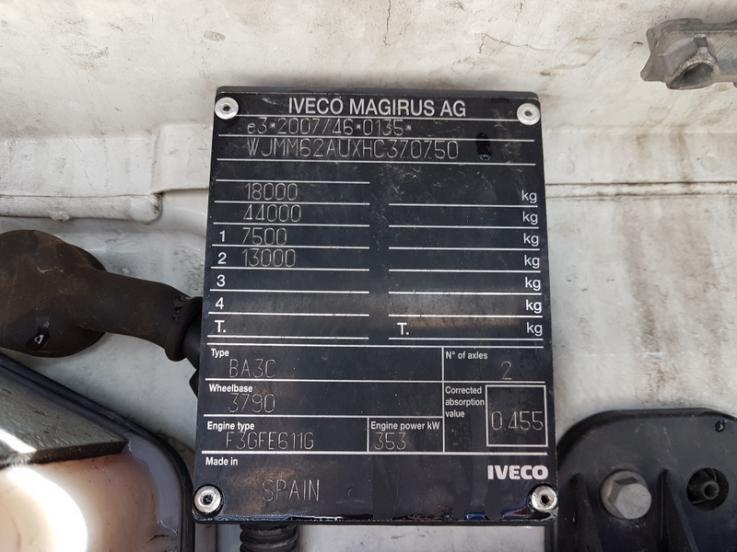 IVECO MAGIRUS AG
e3*2007/46*0135*
WJMM62AUXHC370750
18000 kg
44000 kg
1 7500 kg
2 13000 kg
3 kg
4 kg
T. T. kg
Type
BA3C
N° of axles
2
Wheelbase
3790
Corrected absorption value
0.455
Engine type
F3GFE611G
Engine power kW
353
Made in
SPAIN
IVECO